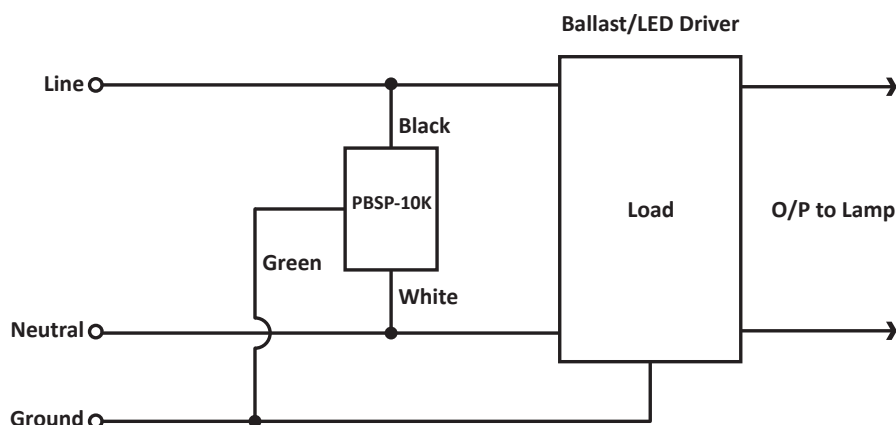 Ballast/LED Driver
Line
Black
PBSP-10K
Load
O/P to Lamp
Green
White
Neutral
Ground